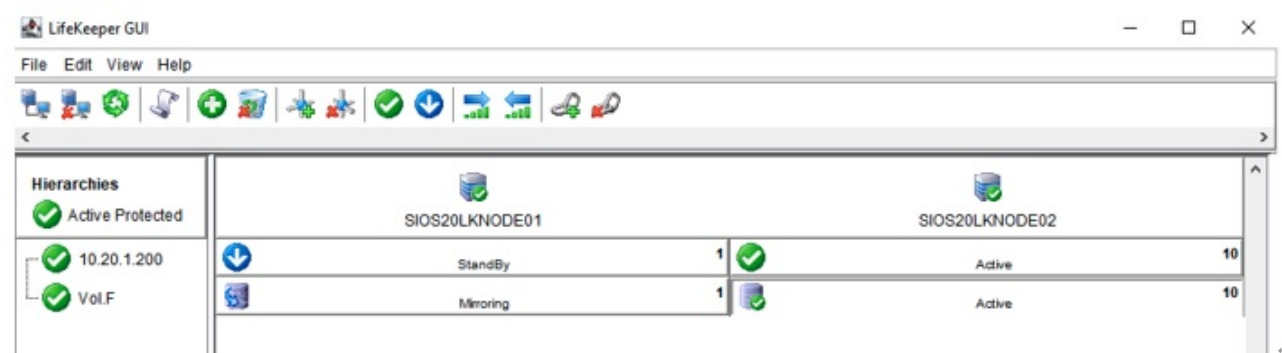 LifeKeeper GUI
File Edit View Help
Hierarchies
Active Protected
SIOS20LKNODE01
SIOS20LKNODE02
10.20.1.200
StandBy
1
Active
10
Vol.F
Mirroring
1
Active
10